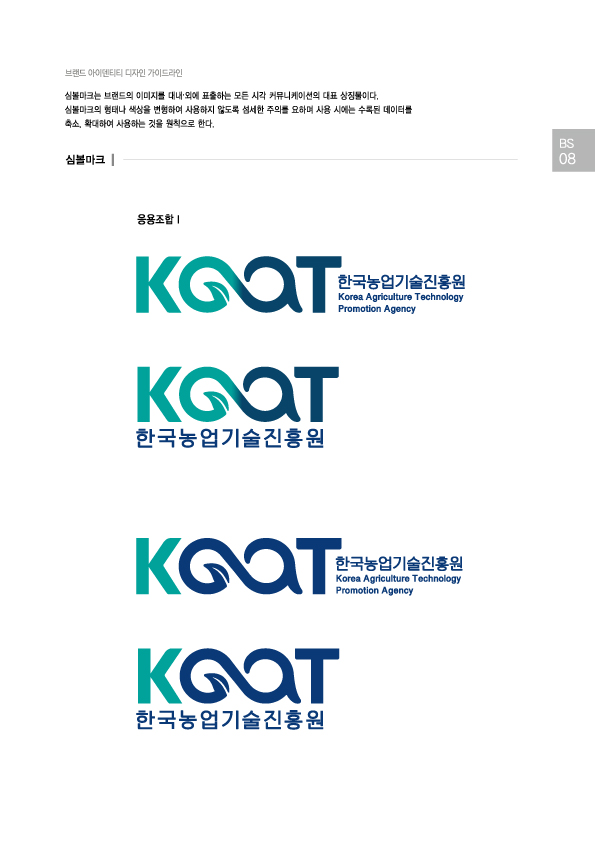 브랜드 아이덴티티 디자인 가이드라인
심볼마크는 브랜드의 이미지를 대내·외에 표출하는 모든 시각 커뮤니케이션의 대표 상징물이다.
심볼마크의 형태나 색상을 변형하여 사용하지 않도록 섬세한 주의를 요하며 사용 시에는 수록된 데이터를
축소, 확대하여 사용하는 것을 원칙으로 한다.
BS
08
심볼마크
응용조합 I
KOAT
한국농업기술진흥원
Korea Agriculture Technology
Promotion Agency
KOAT
한국농업기술진흥원
KOAT
한국농업기술진흥원
Korea Agriculture Technology
Promotion Agency
KOAT
한국농업기술진흥원